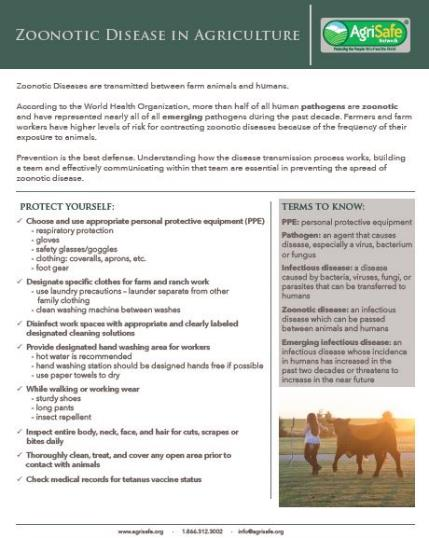 Zoonotic Disease in Agriculture
AgriSafe
Network
Protecting the People Who Feed the World
Zoonotic Diseases are transmitted between farm animals and humans.
According to the World Health Organization, more than half of all human pathogens are zoonotic
and have represented nearly all of all emerging pathogens during the past decade. Farmers and farm
workers have higher levels of risk for contracting zoonotic diseases because of the frequency of their
exposure to animals.
Prevention is the best defense. Understanding how the disease transmission process works, building
a team and effectively communicating within that team are essential in preventing the spread of
zoonotic disease.
PROTECT YOURSELF:
✓ Choose and use appropriate personal protective equipment (PPE)
- respiratory protection
- gloves
- safety glasses/goggles
- clothing: coveralls, aprons, etc.
- foot gear
✓ Designate specific clothes for farm and ranch work
- use laundry precautions – launder separate from other
family clothing
- clean washing machine between washes
✓ Disinfect work spaces with appropriate and clearly labeled
designated cleaning solutions
✓ Provide designated hand washing area for workers
- hot water is recommended
- hand washing station should be designed hands free if possible
- use paper towels to dry
✓ While walking or working wear
- sturdy shoes
- long pants
- insect repellent
✓ Inspect entire body, neck, face, and hair for cuts, scrapes or
bites daily
✓ Thoroughly clean, treat, and cover any open area prior to
contact with animals
✓ Check medical records for tetanus vaccine status
TERMS TO KNOW:
PPE: personal protective equipment
Pathogen: an agent that causes
disease, especially a virus, bacterium
or fungus
Infectious disease: a disease
caused by bacteria, viruses, fungi, or
parasites that can be transferred to
humans
Zoonotic disease: an infectious
disease which can be passed
between animals and humans
Emerging infectious disease: an
infectious disease whose incidence
in humans has increased in the
past two decades or threatens to
increase in the near future
www.agrisafe.org · 1.866.312.3002 · info@agrisafe.org